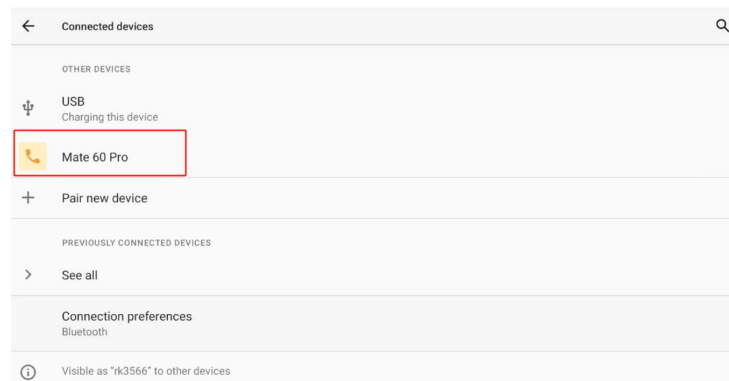 Connected devices
OTHER DEVICES
USB
Charging this device
Mate 60 Pro
Pair new device
PREVIOUSLY CONNECTED DEVICES
See all
Connection preferences
Bluetooth
Visible as "rk3566" to other devices